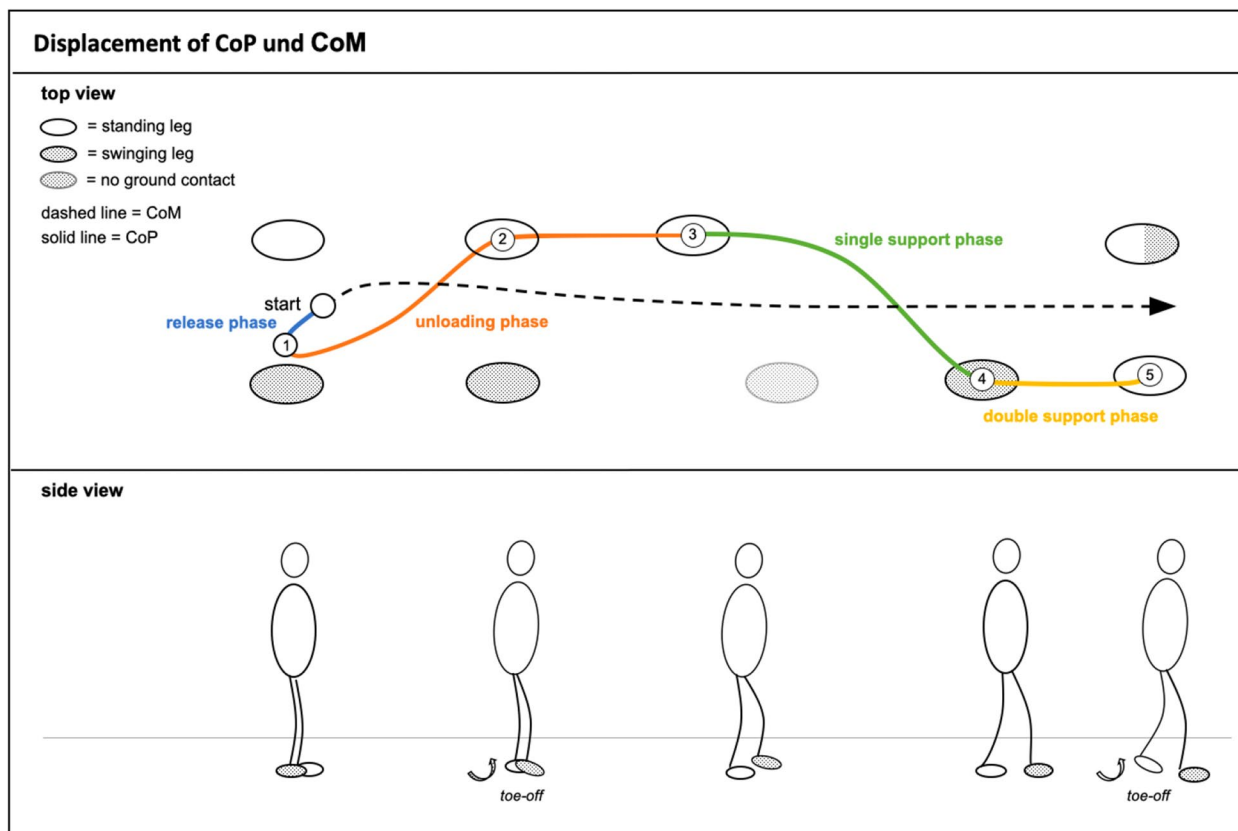 Displacement of CoP und CoM
top view
= standing leg
= swinging leg
= no ground contact
dashed line = CoM
solid line = CoP
2
3
single support phase
start
release phase
1
unloading phase
4
5
double support phase
side view
toe-off
toe-off